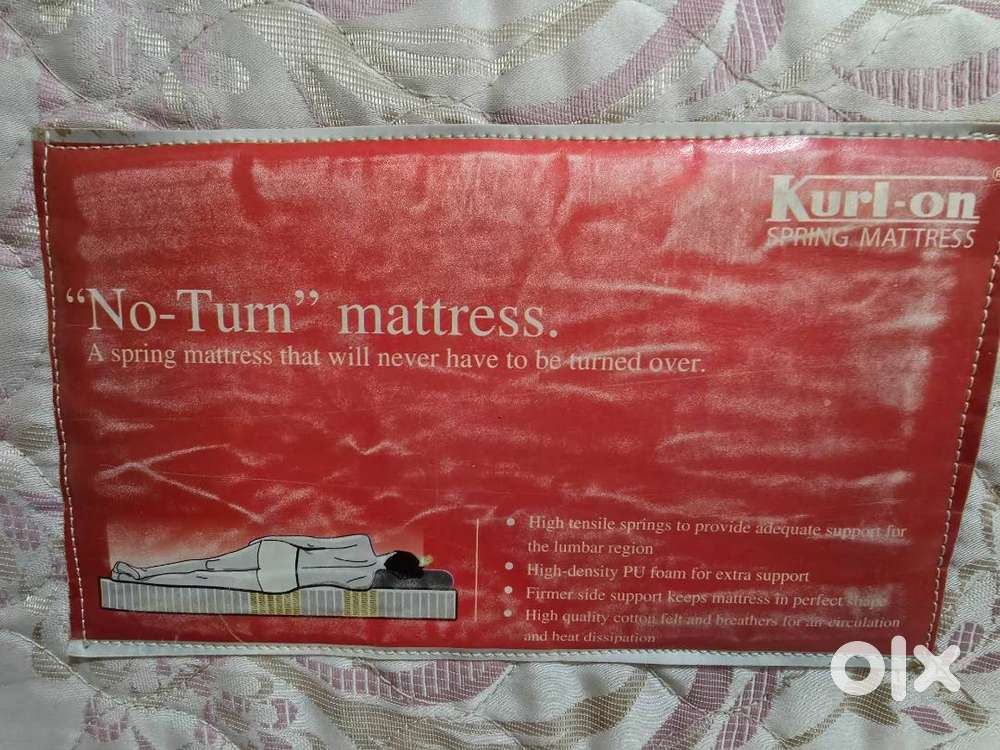 Kurl-on®
SPRING MATTRESS
“No-Turn” mattress.
A spring mattress that will never have to be turned over.
• High tensile springs to provide adequate support for
the lumbar region
• High-density PU foam for extra support
• Firmer side support keeps mattress in perfect shape
• High quality cotton felt and breathers for air circulation
and heat dissipation
olx